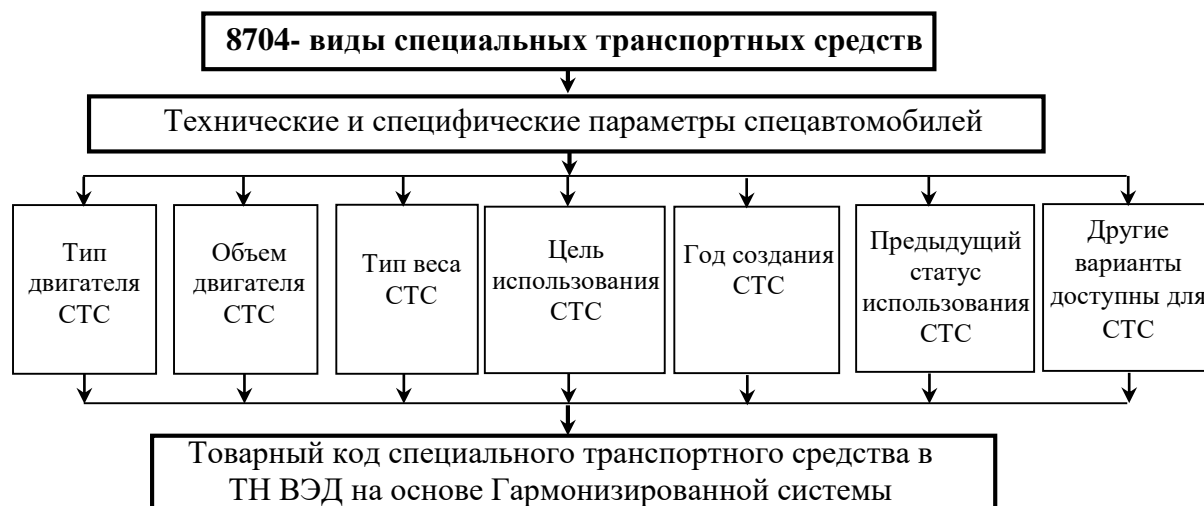 8704- виды специальных транспортных средств
Технические и специфические параметры спецавтомобилей
Тип
двигателя
СТС
Объем
двигателя
СТС
Тип веса
СТС
Цель
использования
СТС
Год создания
СТС
Предыдущий
статус
использования
СТС
Другие
варианты
доступны для
СТС
Товарный код специального транспортного средства в
ТН ВЭД на основе Гармонизированной системы